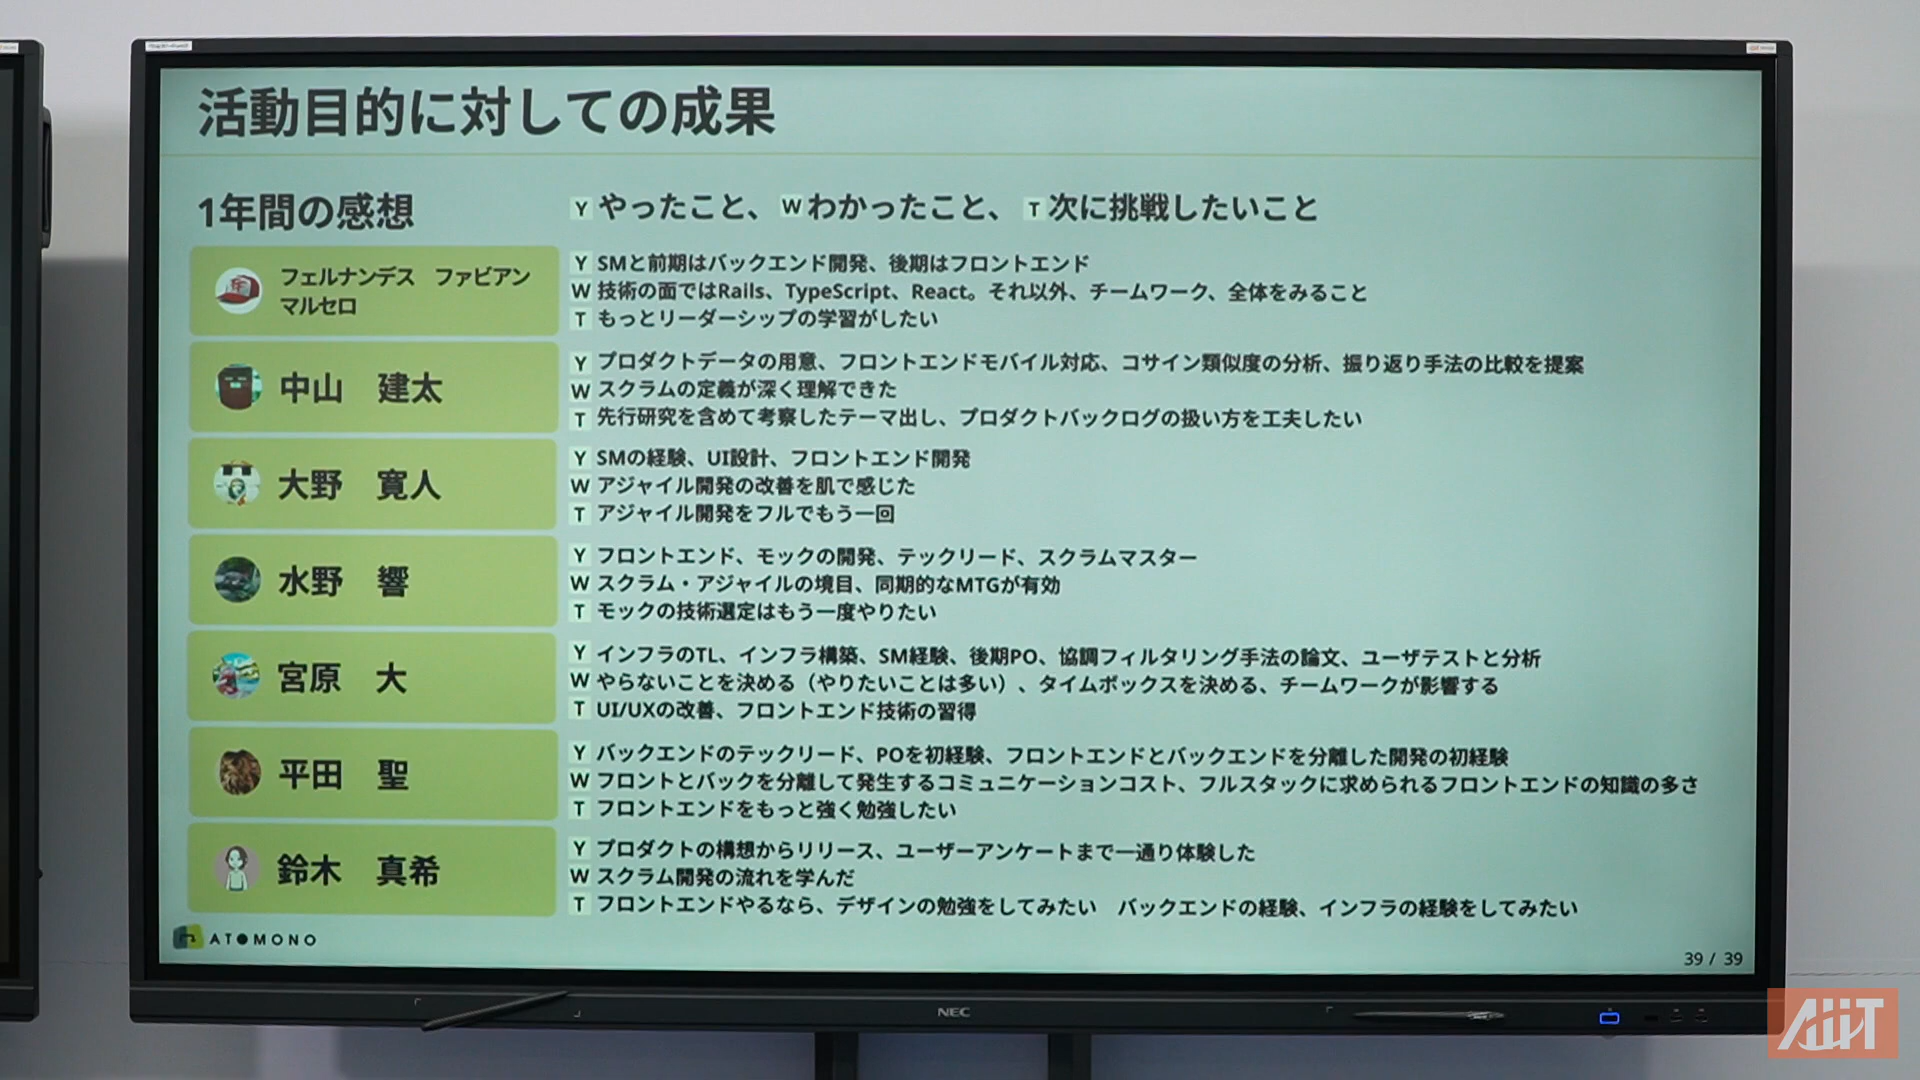 活動目的に対しての成果
1年間の感想
Y やったこと、 W わかったこと、 T 次に挑戦したいこと
フェルナンデス ファビアン
マルセロ
Y SMと前期はバックエンド開発、後期はフロントエンド
W 技術の面ではRails、TypeScript、React。それ以外、チームワーク、全体をみること
T もっとリーダーシップの学習がしたい
中山 建太
Y プロダクトデータの用意、フロントエンドモバイル対応、コサイン類似度の分析、振り返り手法の比較を提案
W スクラムの定義が深く理解できた
T 先行研究を含めて考察したテーマ出し、プロダクトバックログの扱い方を工夫したい
大野 寛人
Y SMの経験、UI設計、フロントエンド開発
W アジャイル開発の改善を肌で感じた
T アジャイル開発をフルでもう一回
水野 響
Y フロントエンド、モックの開発、テックリード、スクラムマスター
W スクラム・アジャイルの境目、同期的なMTGが有効
T モックの技術選定はもう一度やりたい
宮原 大
Y インフラのTL、インフラ構築、SM経験、後期PO、協調フィルタリング手法の論文、ユーザテストと分析
W やらないことを決める（やりたいことは多い）、タイムボックスを決める、チームワークが影響する
T UI/UXの改善、フロントエンド技術の習得
平田 聖
Y バックエンドのテックリード、POを初経験、フロントエンドとバックエンドを分離した開発の初経験
W フロントとバックを分離して発生するコミュニケーションコスト、フルスタックに求められるフロントエンドの知識の多さ
T フロントエンドをもっと強く勉強したい
鈴木 真希
Y プロダクトの構想からリリース、ユーザーアンケートまで一通り体験した
W スクラム開発の流れを学んだ
T フロントエンドやるなら、デザインの勉強をしてみたい バックエンドの経験、インフラの経験をしてみたい
ATOMONO
39 / 39
NEC
AIIT